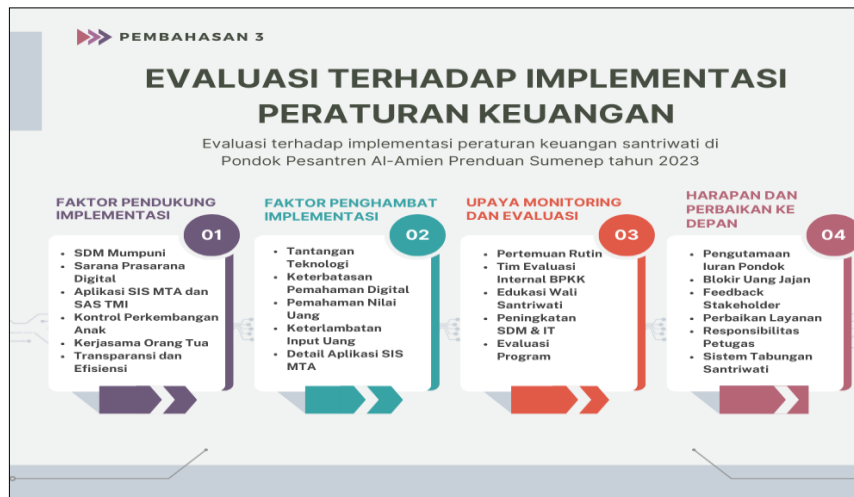 PEMBAHASAN 3
EVALUASI TERHADAP IMPLEMENTASI
PERATURAN KEUANGAN
Evaluasi terhadap implementasi peraturan keuangan santriwati di
Pondok Pesantren Al-Amien Prenduan Sumenep tahun 2023
FAKTOR PENDUKUNG
IMPLEMENTASI
01
• SDM Mumpuni
• Sarana Prasarana
Digital
• Aplikasi SIS MTA dan
SAS TMI
• Kontrol Perkembangan
Anak
• Kerjasama Orang Tua
• Transparansi dan
Efisiensi
FAKTOR PENGHAMBAT
IMPLEMENTASI
02
• Tantangan
Teknologi
• Keterbatasan
Pemahaman Digital
• Pemahaman Nilai
Uang
• Keterlambatan
Input Uang
• Detail Aplikasi SIS
MTA
UPAYA MONITORING
DAN EVALUASI
03
• Pertemuan Rutin
• Tim Evaluasi
Internal BPKK
• Edukasi Wali
Santriwati
• Peningkatan
SDM & IT
• Evaluasi
Program
HARAPAN DAN
PERBAIKAN KE
DEPAN
04
• Pengutamaan
Iuran Pondok
• Blokir Uang Jajan
• Feedback
Stakeholder
• Perbaikan Layanan
• Responsibilitas
Petugas
• Sistem Tabungan
Santriwati